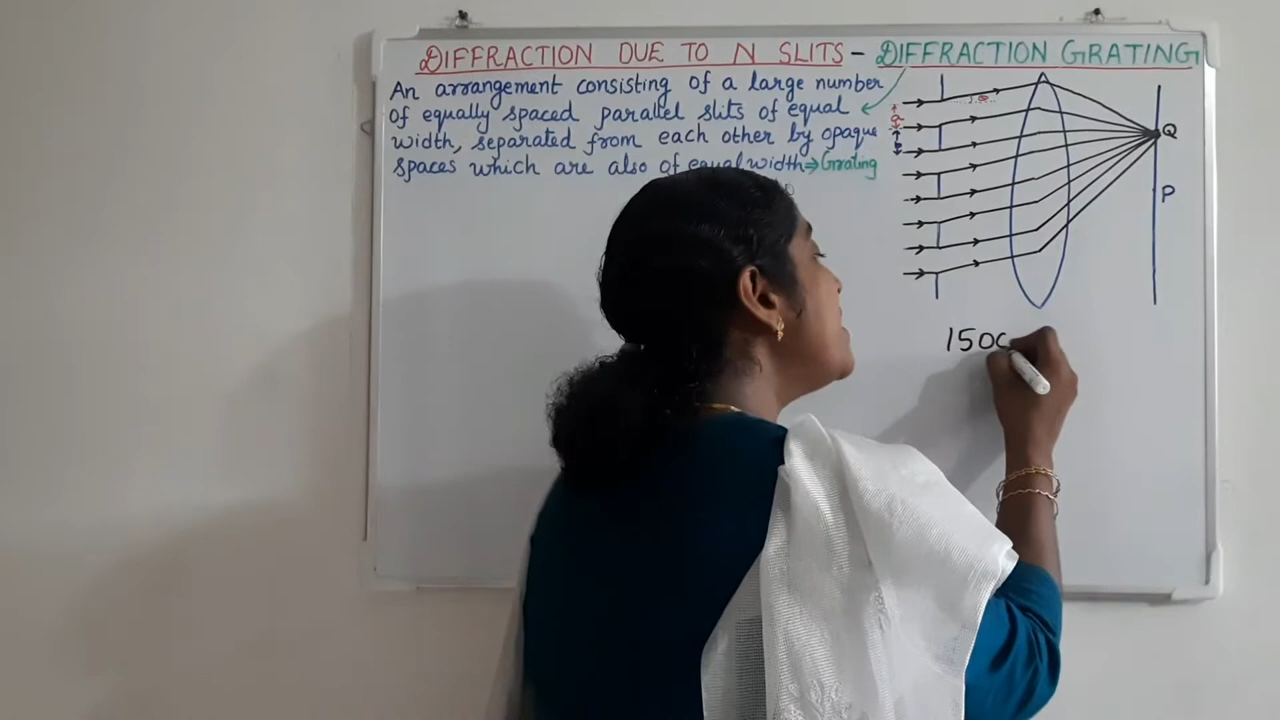 DIFFRACTION DUE TO N SLITS - DIFFRACTION GRATING
An arrangement consisting of a large number
of equally spaced parallel slits of equal
width, separated from each other by opaque
spaces which are also of equal width ⇒ Grating
θ
a
b
Q
P
150